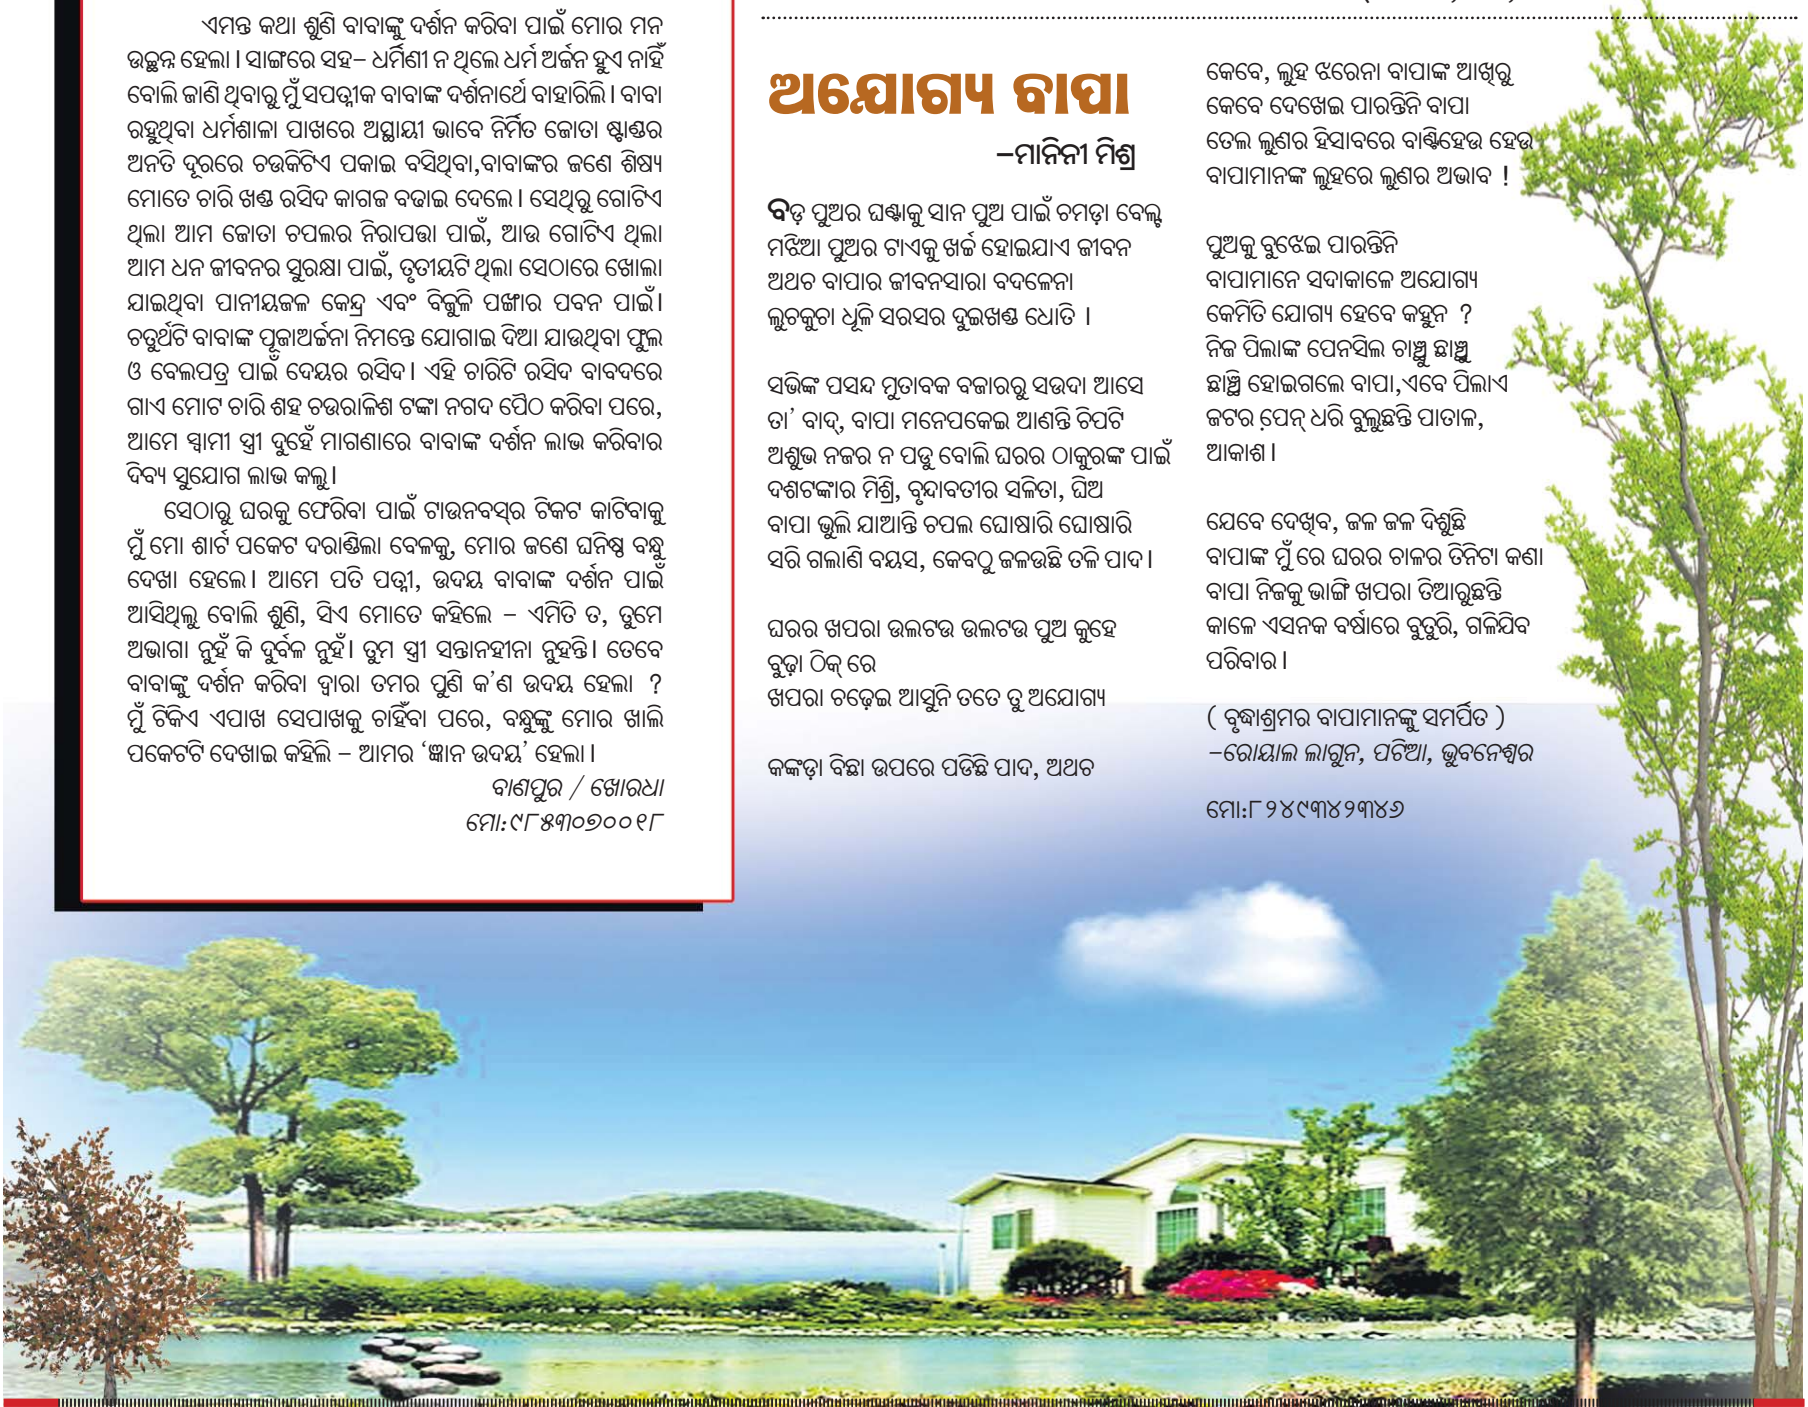 ଏମନ୍ତ କଥା ଶୁଣି ବାବାଙ୍କୁ ଦର୍ଶନ କରିବା ପାଇଁ ମୋର ମନ
ଉଚ୍ଛନ୍ନ ହେଲା । ସାଙ୍ଗରେ ସହ– ଧର୍ମିଣୀ ନ ଥିଲେ ଧର୍ମ ଅର୍ଜନ ହୁଏ ନାହିଁ
ବୋଲି ଜାଣି ଥିବାରୁ ମୁଁ ସପତ୍ନୀକ ବାବାଙ୍କ ଦର୍ଶନାର୍ଥେ ବାହାରିଲି । ବାବା
ରହୁଥିବା ଧର୍ମଶାଳା ପାଖରେ ଅସ୍ଥାୟୀ ଭାବେ ନିର୍ମିତ ଜୋତା ଷ୍ଟାଣ୍ଡର
ଅନତି ଦୂରରେ ଚଉକିଟିଏ ପକାଇ ବସିଥିବା,ବାବାଙ୍କର ଜଣେ ଶିଷ୍ୟ
ମୋତେ ଚାରି ଖଣ୍ଡ ରସିଦ କାଗଜ ବଢାଇ ଦେଲେ । ସେଥିରୁ ଗୋଟିଏ
ଥିଲା ଆମ ଜୋତା ଚପଲର ନିରାପତ୍ତା ପାଇଁ, ଆଉ ଗୋଟିଏ ଥିଲା
ଆମ ଧନ ଜୀବନର ସୁରକ୍ଷା ପାଇଁ, ତୃତୀୟଟି ଥିଲା ସେଠାରେ ଖୋଲା
ଯାଇଥିବା ପାନୀୟଜଳ କେନ୍ଦ୍ର ଏବଂ ବିଜୁଳି ପଙ୍ଖାର ପବନ ପାଇଁ।
ଚତୁର୍ଥଟି ବାବାଙ୍କ ପୂଜାଅର୍ଚ୍ଚନା ନିମନ୍ତେ ଯୋଗାଇ ଦିଆ ଯାଉଥିବା ଫୁଲ
ଓ ବେଲପତ୍ର ପାଇଁ ଦେୟର ରସିଦ। ଏହି ଚାରିଟି ରସିଦ ବାବଦରେ
ଗାଏ ମୋଟ ଚାରି ଶହ ଚଉରାଳିଶ ଟଙ୍କା ନଗଦ ପୈଠ କରିବା ପରେ,
ଆମେ ସ୍ୱାମୀ ସ୍ତ୍ରୀ ଦୁହେଁ ମାଗଣାରେ ବାବାଙ୍କ ଦର୍ଶନ ଲାଭ କରିବାର
ଦିବ୍ୟ ସୁଯୋଗ ଲାଭ କଲୁ।
ସେଠାରୁ ଘରକୁ ଫେରିବା ପାଇଁ ଟାଉନବସ୍‌ର ଟିକଟ କାଟିବାକୁ
ମୁଁ ମୋ ଶାର୍ଟ ପକେଟ ଦରାଣ୍ଡିଲା ବେଳକୁ, ମୋର ଜଣେ ଘନିଷ୍ଠ ବନ୍ଧୁ
ଦେଖା ହେଲେ। ଆମେ ପତି ପତ୍ନୀ, ଉଦୟ ବାବାଙ୍କ ଦର୍ଶନ ପାଇଁ
ଆସିଥିଲୁ ବୋଲି ଶୁଣି, ସିଏ ମୋତେ କହିଲେ – ଏମିତି ତ, ତୁମେ
ଅଭାଗା ନୁହଁ କି ଦୁର୍ବଳ ନୁହଁ। ତୁମ ସ୍ତ୍ରୀ ସନ୍ତାନହୀନା ନୁହନ୍ତି। ତେବେ
ବାବାଙ୍କୁ ଦର୍ଶନ କରିବା ଦ୍ୱାରା ତମର ପୁଣି କ'ଣ ଉଦୟ ହେଲା ?
ମୁଁ ଟିକିଏ ଏପାଖ ସେପାଖକୁ ଚାହିଁବା ପରେ, ବନ୍ଧୁଙ୍କୁ ମୋର ଖାଲି
ପକେଟଟି ଦେଖାଇ କହିଲି – ଆମର ‘ଜ୍ଞାନ ଉଦୟ’ ହେଲା।
ବାଣପୁର / ଖୋରଧା
ମୋ:୯୮୫୩୦୭୦୦୧୮
ଅଯୋଗ୍ୟ ବାପା
–ମାନିନୀ ମିଶ୍ର
ବଡ଼ ପୁଅର ଘଣ୍ଟାକୁ ସାନ ପୁଅ ପାଇଁ ଚମଡ଼ା ବେଲ୍ଟ
ମଝିଆ ପୁଅର ଟାଏକୁ ଖର୍ଚ୍ଚ ହୋଇଯାଏ ଜୀବନ
ଅଥଚ ବାପାର ଜୀବନସାରା ବଦଳେନା
ଲୁଚକୁଚା ଧୂଳି ସରସର ଦୁଇଖଣ୍ଡ ଧୋତି ।
ସଭିଙ୍କ ପସନ୍ଦ ମୁତାବକ ବଜାରରୁ ସଉଦା ଆସେ
ତା’ ବାଦ୍, ବାପା ମନେପକେଇ ଆଣନ୍ତି ଚିପଟି
ଅଶୁଭ ନଜର ନ ପଡୁ ବୋଲି ଘରର ଠାକୁରଙ୍କ ପାଇଁ
ଦଶଟଙ୍କାର ମିଶ୍ରି, ବୃନ୍ଦାବତୀର ସଳିତା, ଘିଅ
ବାପା ଭୁଲି ଯାଆନ୍ତି ଚପଲ ଘୋଷାରି ଘୋଷାରି
ସରି ଗଲାଣି ବୟସ, କେବଠୁ ଜଳଉଛି ତଳି ପାଦ।
ଘରର ଖପରା ଉଲଟଉ ଉଲଟଉ ପୁଅ କୁହେ
ବୁଢ଼ା ଠିକ୍ ରେ
ଖପରା ଚଢ଼େଇ ଆସୁନି ତତେ ତୁ ଅଯୋଗ୍ୟ
କଙ୍କଡ଼ା ବିଛା ଉପରେ ପଡିଛି ପାଦ, ଅଥଚ
କେବେ, ଲୁହ ଝରେନା ବାପାଙ୍କ ଆଖିରୁ
କେବେ ଦେଖେଇ ପାରନ୍ତିନି ବାପା
ତେଲ ଲୁଣର ହିସାବରେ ବାଣ୍ଟିହେଉ ହେଉ
ବାପାମାନଙ୍କ ଲୁହରେ ଲୁଣର ଅଭାବ !
ପୁଅକୁ ବୁଝେଇ ପାରନ୍ତିନି
ବାପାମାନେ ସଦାକାଳେ ଅଯୋଗ୍ୟ
କେମିତି ଯୋଗ୍ୟ ହେବେ କହୁନ ?
ନିଜ ପିଲାଙ୍କ ପେନସିଲ ଚାଞ୍ଛୁ ଛାଞ୍ଛୁ
ଛାଞ୍ଛି ହୋଇଗଲେ ବାପା,ଏବେ ପିଲାଏ
ଜଟର ପେନ୍ ଧରି ବୁଲୁଛନ୍ତି ପାତାଳ,
ଆକାଶ।
ଯେବେ ଦେଖିବ, ଜଳ ଜଳ ଦିଶୁଛି
ବାପାଙ୍କ ମୁଁ ରେ ଘରର ଚାଳର ତିନିଟା କଣା
ବାପା ନିଜକୁ ଭାଙ୍ଗି ଖପରା ତିଆରୁଛନ୍ତି
କାଳେ ଏସନକ ବର୍ଷାରେ ବୁଡୁରି, ଗଳିଯିବ
ପରିବାର।
( ବୃଦ୍ଧାଶ୍ରମର ବାପାମାନଙ୍କୁ ସମର୍ପିତ )
–ରୋୟାଲ ଲାଗୁନ, ପଟିଆ, ଭୁବନେଶ୍ୱର
ମୋ:୮୨୪୯୩୪୨୩୪୬